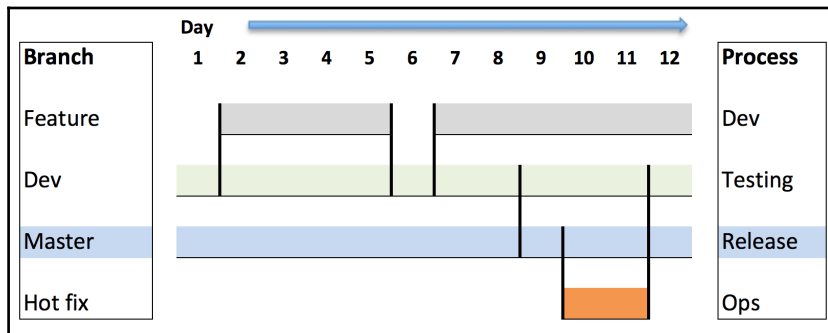 Day
Branch 1 2 3 4 5 6 7 8 9 10 11 12 Process
Feature Dev
Dev Testing
Master Release
Hot fix Ops